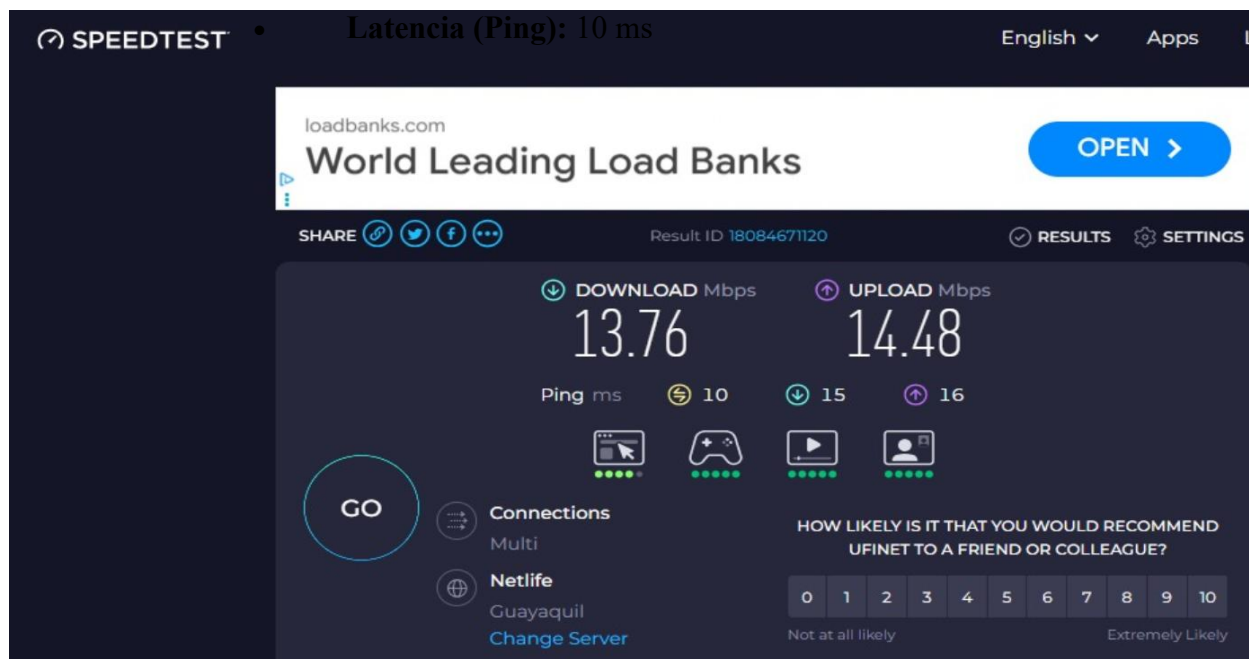 SPEEDTEST
• Latencia (Ping): 10 ms
English
Apps
loadbanks.com
World Leading Load Banks
OPEN
SHARE
Result ID 18084671120
RESULTS
SETTINGS
DOWNLOAD Mbps
UPLOAD Mbps
13.76
14.48
Ping ms 10 15 16
GO
Connections
Multi
Netlife
Guayaquil
Change Server
HOW LIKELY IS IT THAT YOU WOULD RECOMMEND
UFINET TO A FRIEND OR COLLEAGUE?
0 1 2 3 4 5 6 7 8 9 10
Not at all likely
Extremely Likely